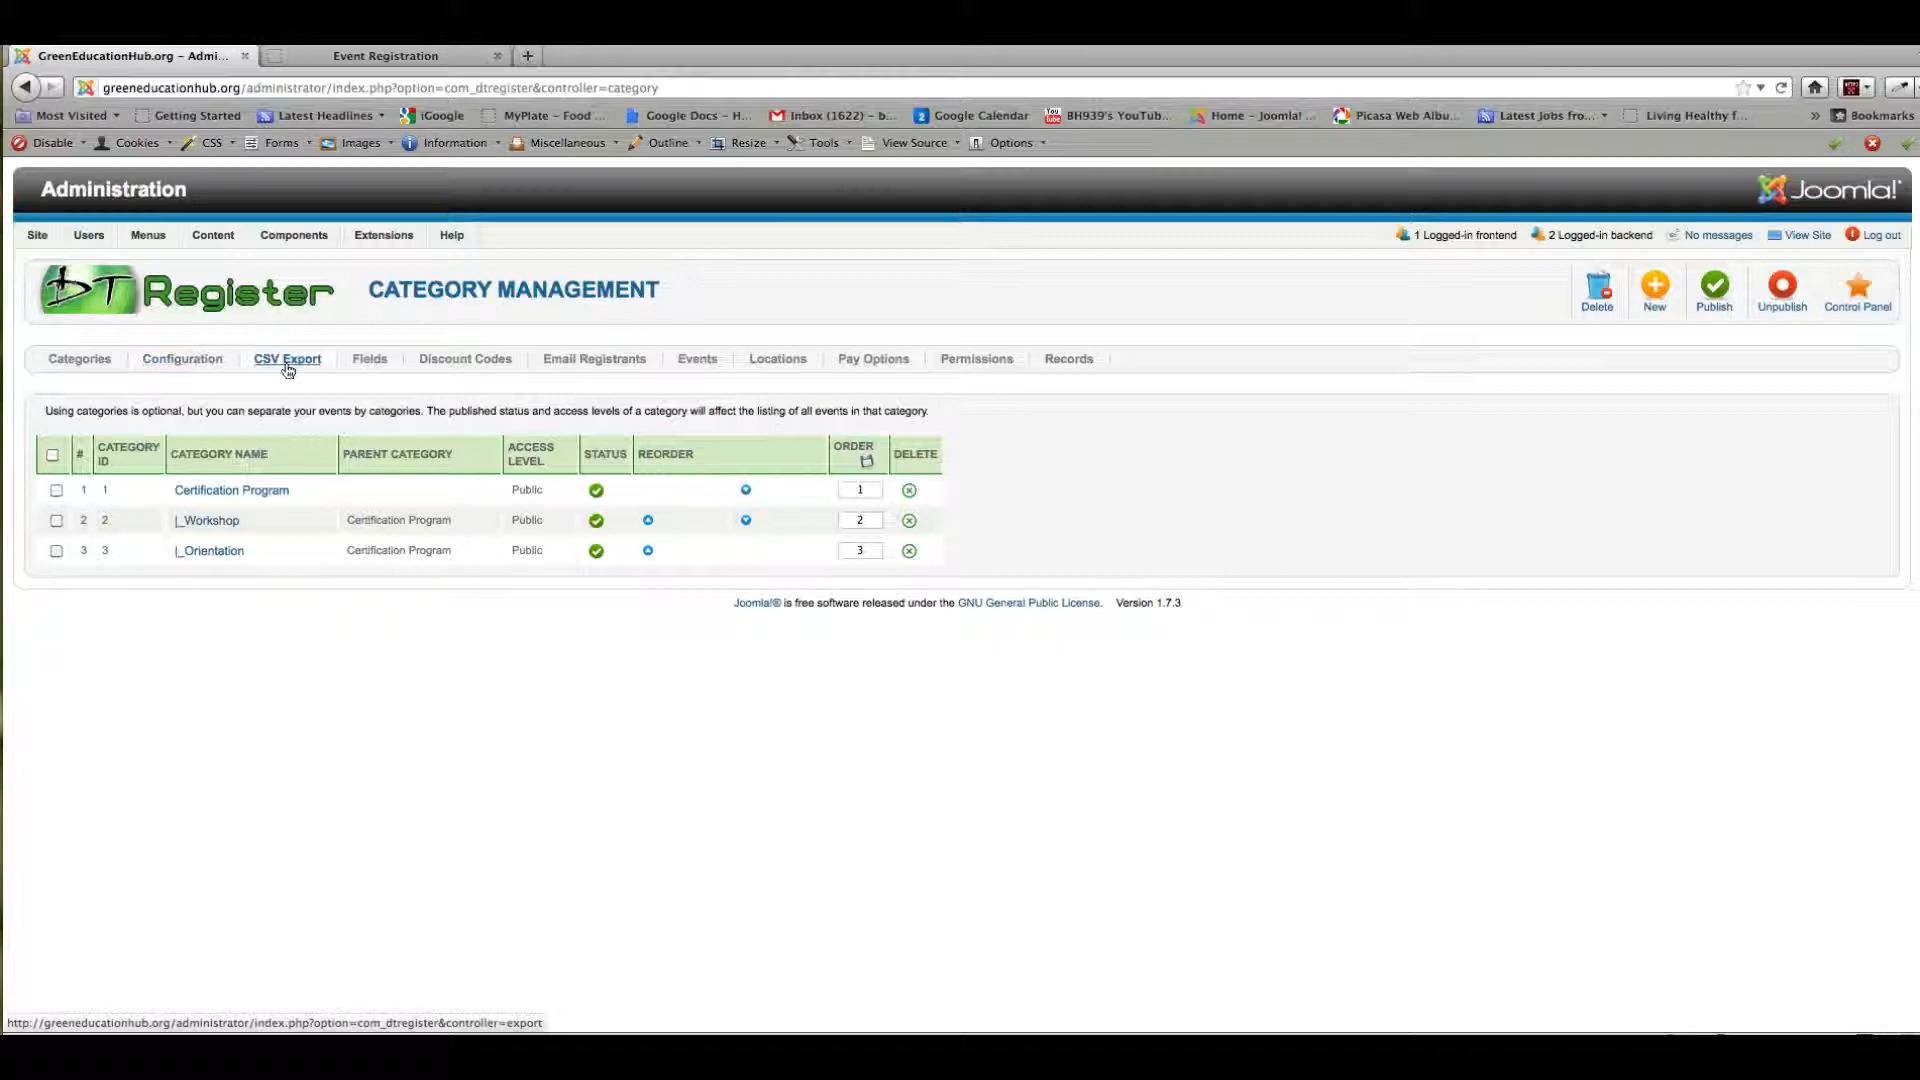 GreenEducationHub.org – Admi... Event Registration
greeneducationhub.org/administrator/index.php?option=com_dtregister&controller=category
Most Visited Getting Started Latest Headlines iGoogle MyPlate – Food ... Google Docs – H... Inbox (1622) – b... Google Calendar BH939's YouTub... Home – Joomla! ... Picasa Web Albu... Latest Jobs fro... Living Healthy f... » Bookmarks
Disable Cookies CSS Forms Images Information Miscellaneous Outline Resize Tools View Source Options
Administration Joomla!
Site Users Menus Content Components Extensions Help 1 Logged-in frontend 2 Logged-in backend No messages View Site Log out
DT Register CATEGORY MANAGEMENT Delete New Publish Unpublish Control Panel
Categories Configuration CSV Export Fields Discount Codes Email Registrants Events Locations Pay Options Permissions Records
Using categories is optional, but you can separate your events by categories. The published status and access levels of a category will affect the listing of all events in that category.
# CATEGORY ID CATEGORY NAME PARENT CATEGORY ACCESS LEVEL STATUS REORDER ORDER DELETE
1 1 Certification Program Public 1
2 2 |_Workshop Certification Program Public 2
3 3 |_Orientation Certification Program Public 3
Joomla!® is free software released under the GNU General Public License. Version 1.7.3
http://greeneducationhub.org/administrator/index.php?option=com_dtregister&controller=export